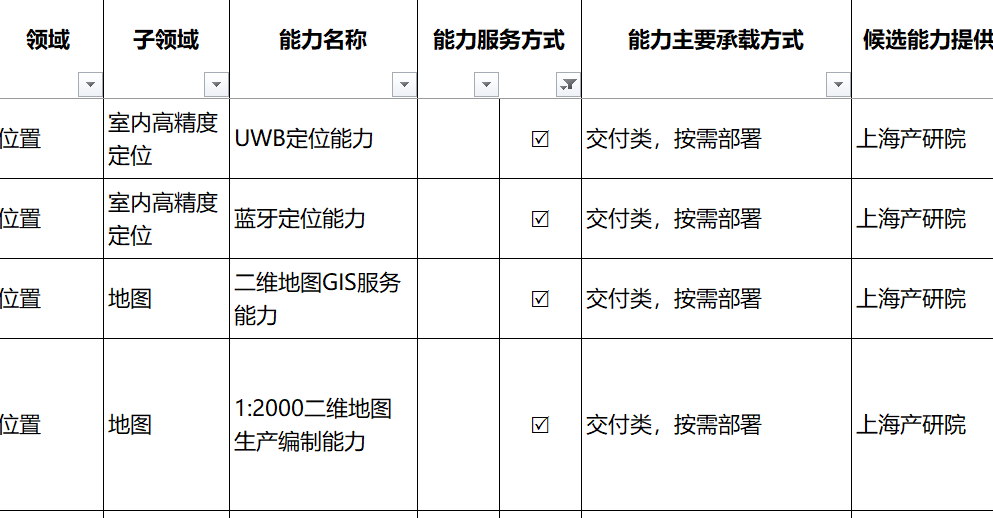 领域 子领域 能力名称 能力服务方式 能力主要承载方式 候选能力提供
位置 室内高精度定位 UWB定位能力 ☑ 交付类，按需部署 上海产研院
位置 室内高精度定位 蓝牙定位能力 ☑ 交付类，按需部署 上海产研院
位置 地图 二维地图GIS服务能力 ☑ 交付类，按需部署 上海产研院
位置 地图 1:2000二维地图生产编制能力 ☑ 交付类，按需部署 上海产研院